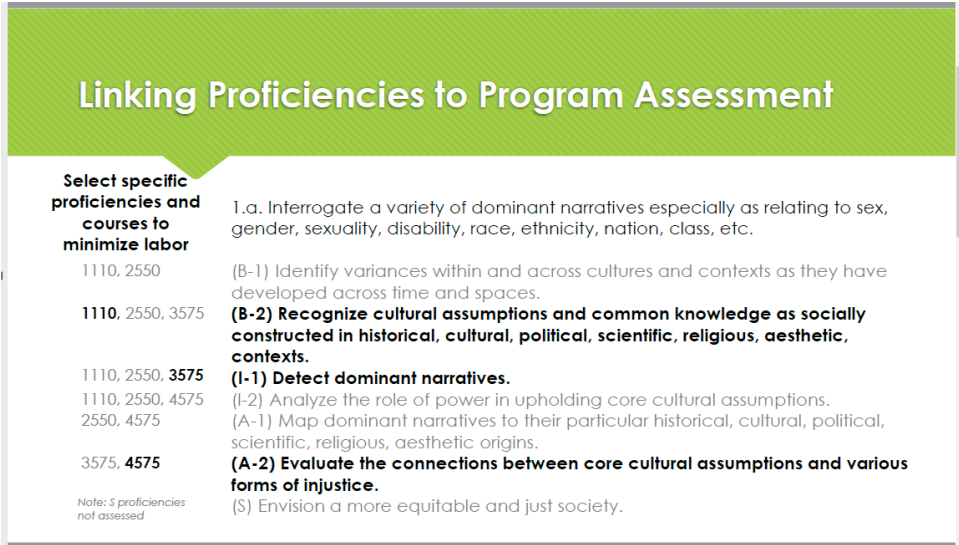 Linking Proficiencies to Program Assessment
Select specific
proficiencies and
courses to
minimize labor
1.a. Interrogate a variety of dominant narratives especially as relating to sex,
gender, sexuality, disability, race, ethnicity, nation, class, etc.
1110, 2550
(B-1) Identify variances within and across cultures and contexts as they have
developed across time and spaces.
1110, 2550, 3575
(B-2) Recognize cultural assumptions and common knowledge as socially
constructed in historical, cultural, political, scientific, religious, aesthetic,
contexts.
1110, 2550, 3575
(I-1) Detect dominant narratives.
1110, 2550, 4575
(I-2) Analyze the role of power in upholding core cultural assumptions.
2550, 4575
(A-1) Map dominant narratives to their particular historical, cultural, political,
scientific, religious, aesthetic origins.
3575, 4575
(A-2) Evaluate the connections between core cultural assumptions and various
forms of injustice.
Note: S proficiencies
not assessed
(S) Envision a more equitable and just society.